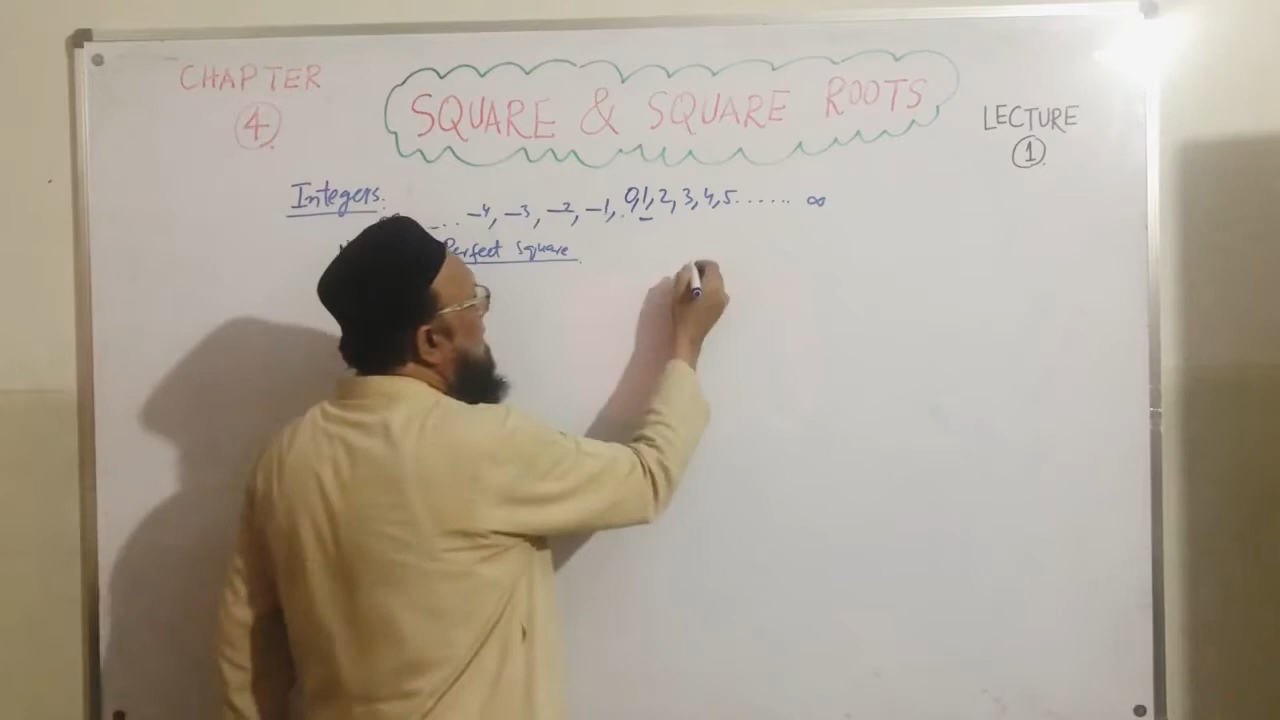 CHAPTER
4.
SQUARE & SQUARE ROOTS
LECTURE
1.
Integers. ... -4, -3, -2, -1, 0, 1, 2, 3, 4, 5...... ∞
Perfect Square